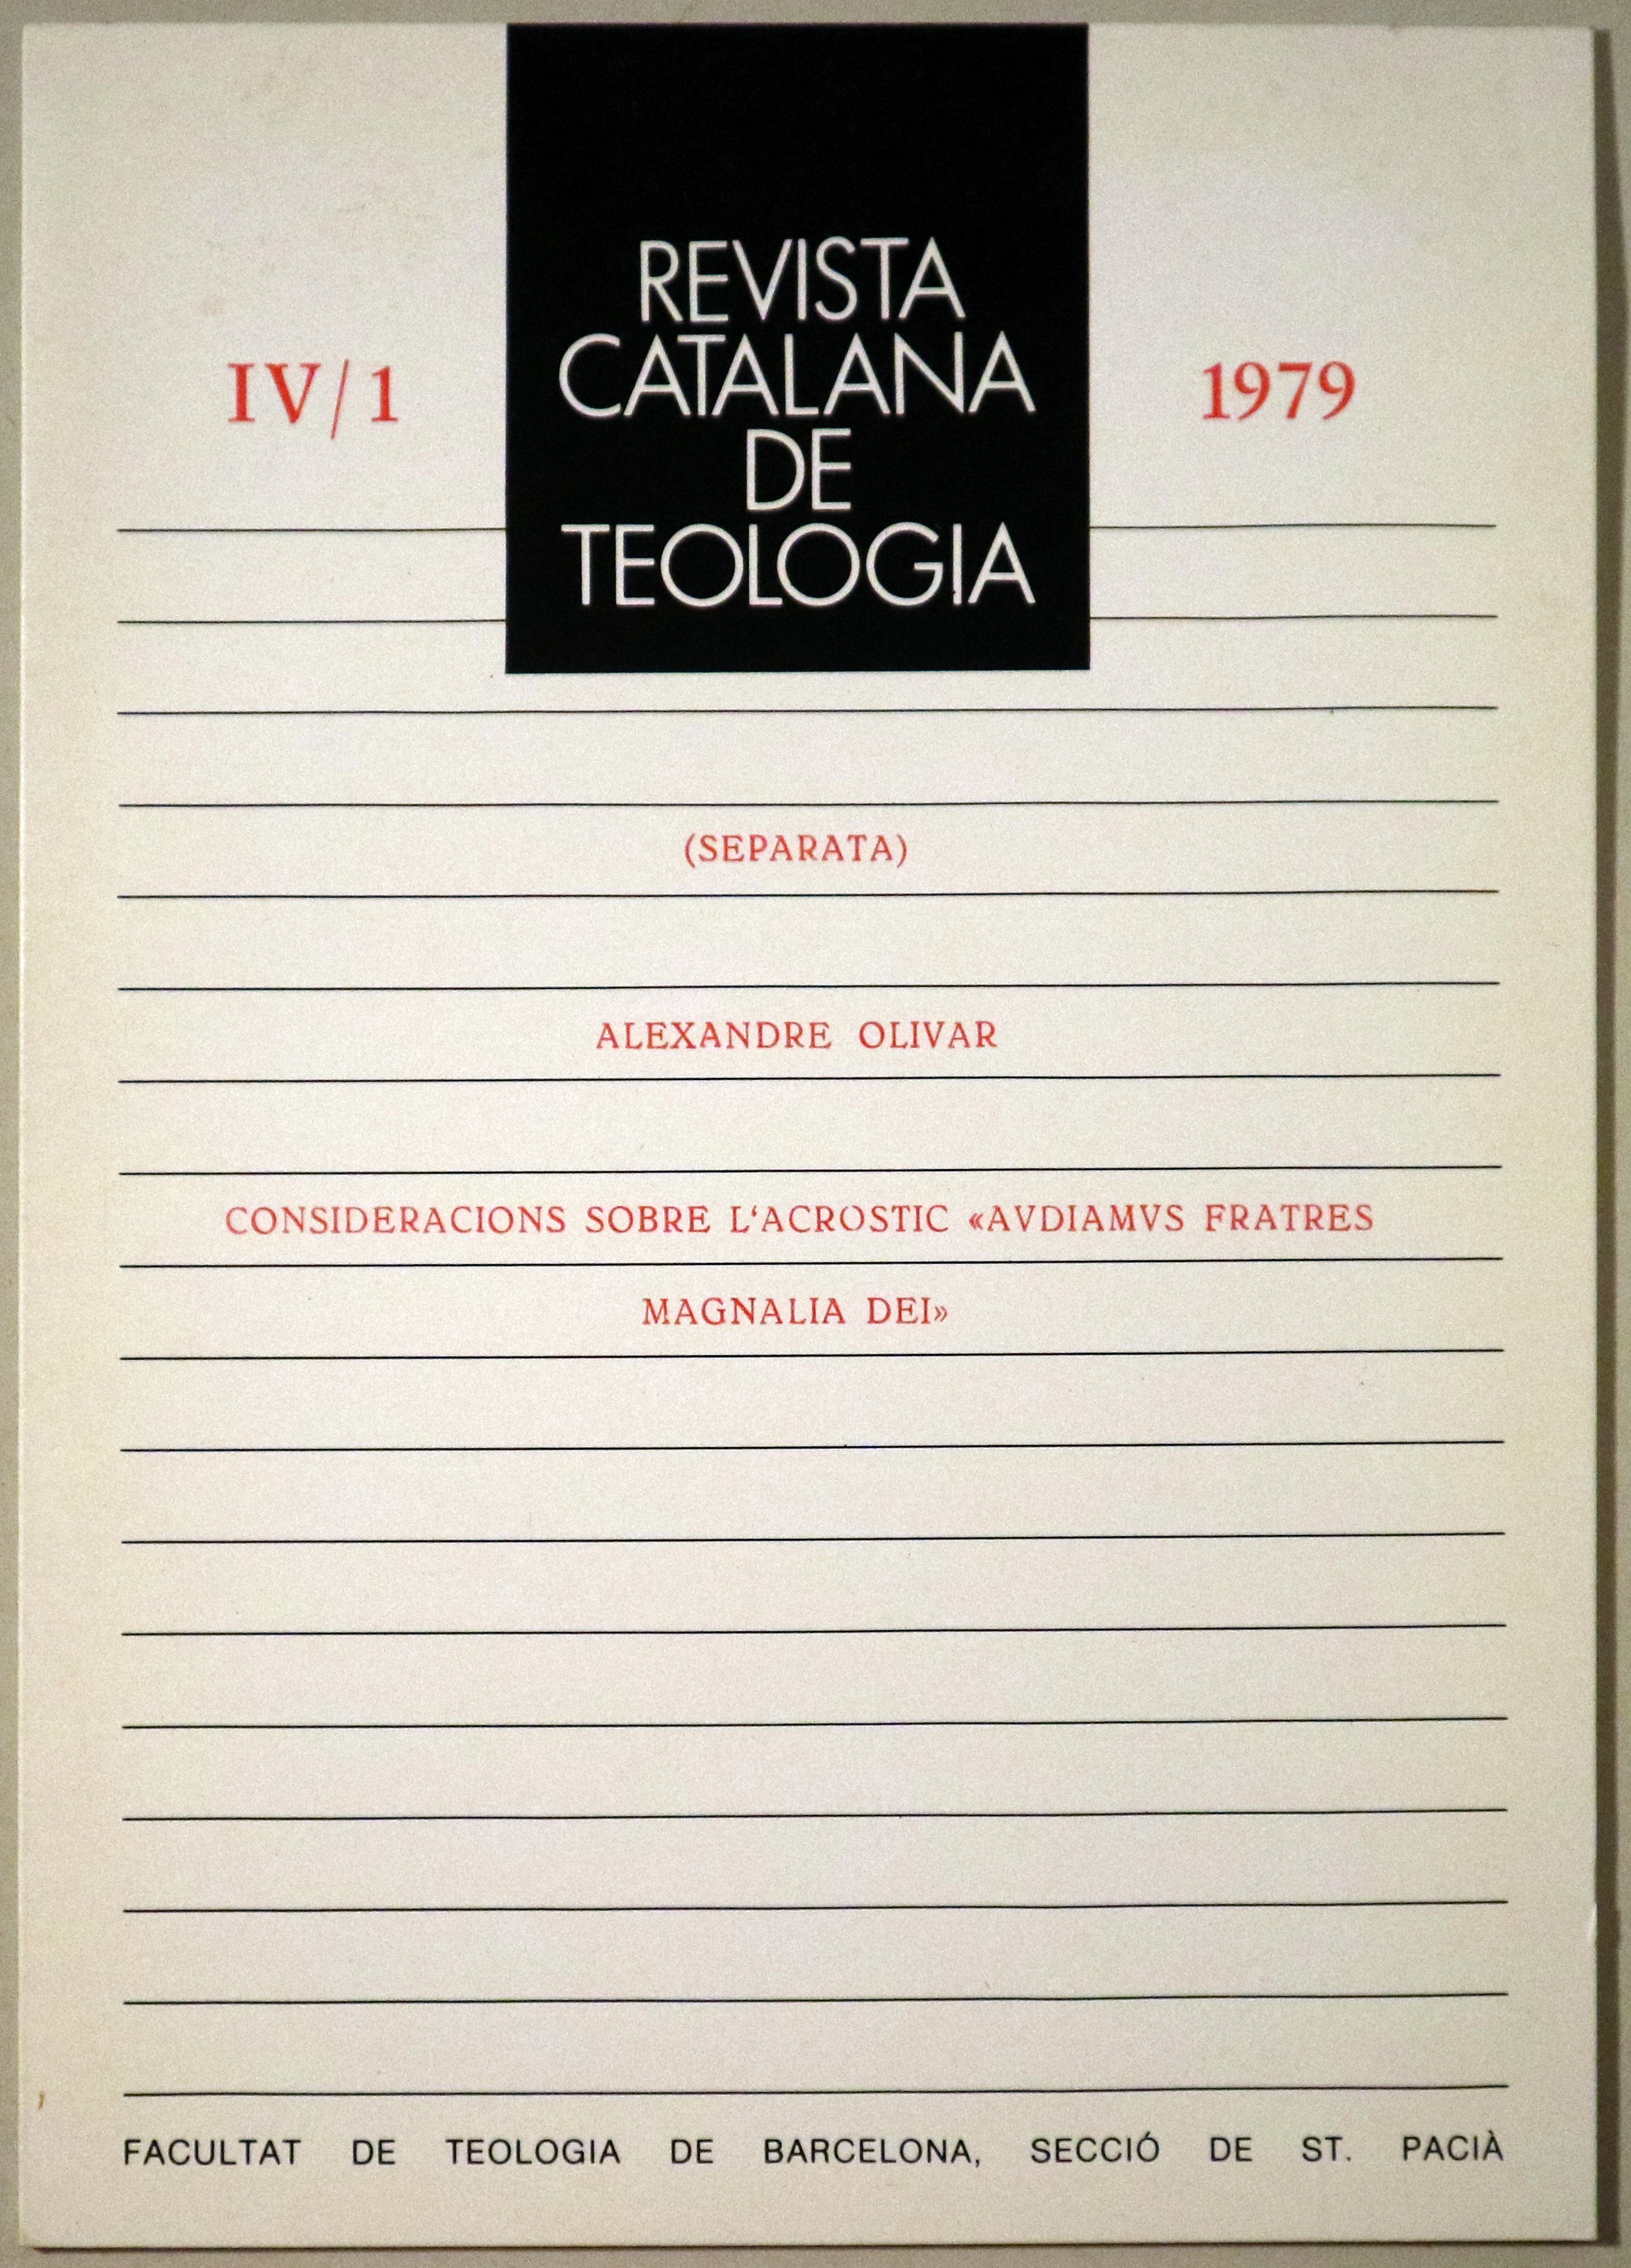 REVISTA
CATALANA
DE
TEOLOGIA
IV/1
1979
(SEPARATA)
ALEXANDRE OLIVAR
CONSIDERACIONS SOBRE L‘ACROSTIC «AVDIAMVS FRATRES
MAGNALIA DEI»
FACULTAT DE TEOLOGIA DE BARCELONA, SECCIÓ DE ST. PACIÀ